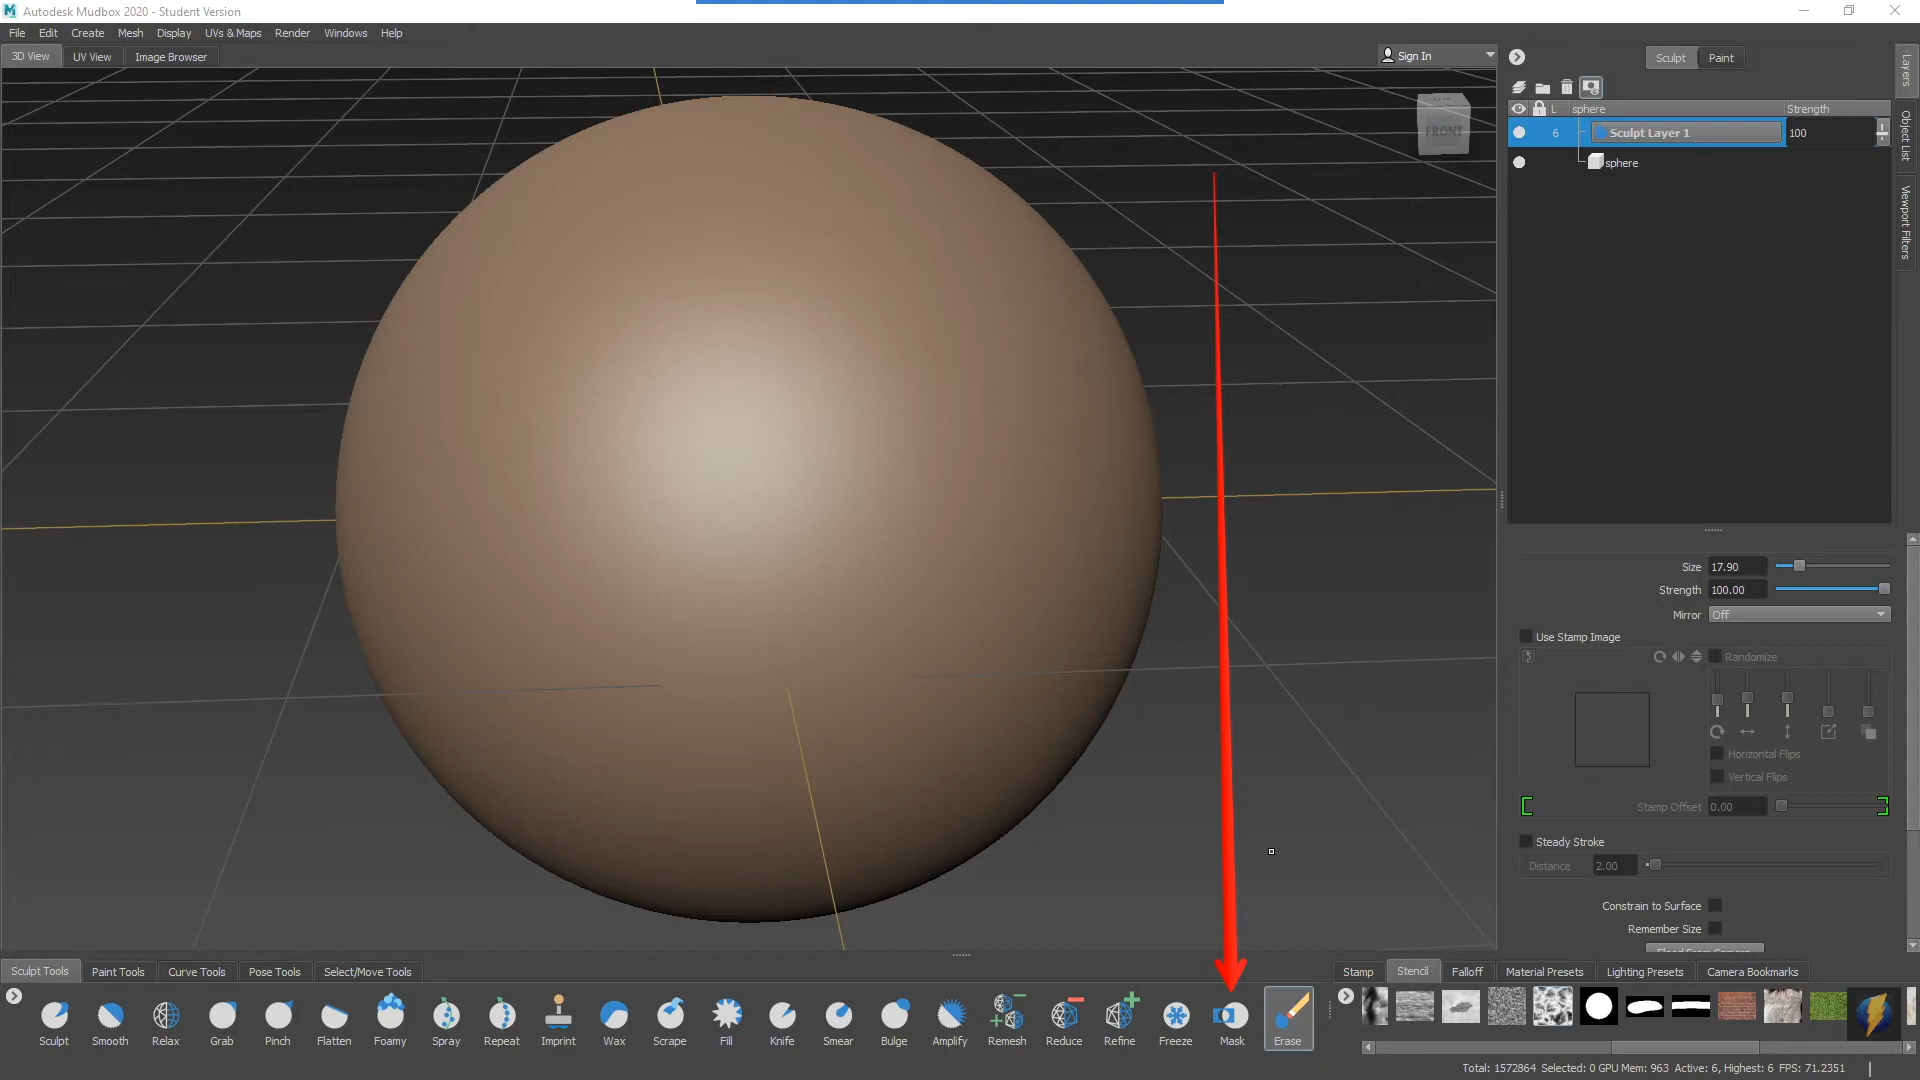 Autodesk Mudbox 2020 - Student Version
File Edit Create Mesh Display UVs & Maps Render Windows Help
3D View UV View Image Browser
Sign In
Sculpt Paint
Layers
Object List
Viewport Filters
L sphere Strength
6 Sculpt Layer 1 100
sphere
FRONT
Size 17.90
Strength 100.00
Mirror Off
Use Stamp Image
Randomize
Horizontal Flips
Vertical Flips
Stamp Offset 0.00
Steady Stroke
Distance 2.00
Constrain to Surface
Remember Size
Sculpt Tools Paint Tools Curve Tools Pose Tools Select/Move Tools
Stamp Stencil Falloff Material Presets Lighting Presets Camera Bookmarks
Sculpt Smooth Relax Grab Pinch Flatten Foamy Spray Repeat Imprint Wax Scrape Fill Knife Smear Bulge Amplify Remesh Reduce Refine Freeze Mask Erase
Total: 1572864 Selected: 0 GPU Mem: 963 Active: 6, Highest: 6 FPS: 71.2351